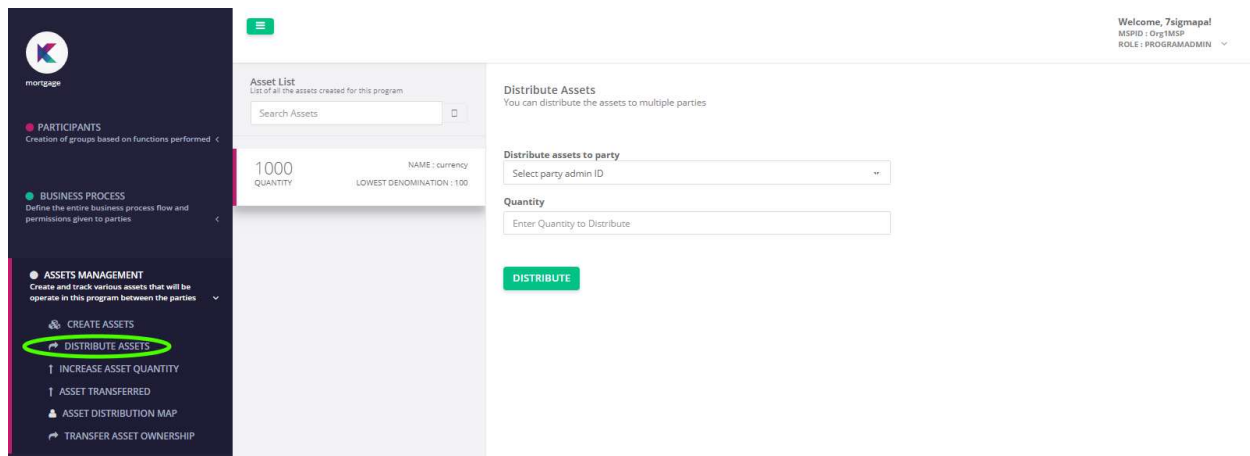 mortgage
PARTICIPANTS
Creation of groups based on functions performed
BUSINESS PROCESS
Define the entire business process flow and
permissions given to parties
ASSETS MANAGEMENT
Create and track various assets that will be
operate in this program between the parties
CREATE ASSETS
DISTRIBUTE ASSETS
INCREASE ASSET QUANTITY
ASSET TRANSFERRED
ASSET DISTRIBUTION MAP
TRANSFER ASSET OWNERSHIP
Asset List
List of all the assets created for this program
Search Assets
1000
QUANTITY
NAME : currency
LOWEST DENOMINATION : 100
Welcome, 7sigmapa!
MSPID : Org1MSP
ROLE : PROGRAMADMIN
Distribute Assets
You can distribute the assets to multiple parties
Distribute assets to party
Select party admin ID
Quantity
Enter Quantity to Distribute
DISTRIBUTE